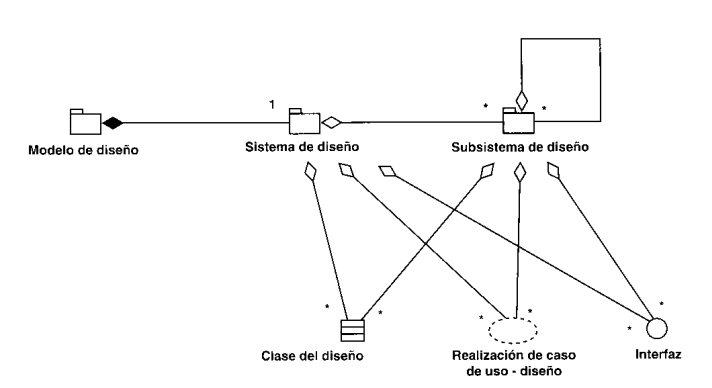 1
*
*
Modelo de diseño
Sistema de diseño
Subsistema de diseño
*
*
*
*
*
*
Clase del diseño
Realización de caso
de uso - diseño
Interfaz